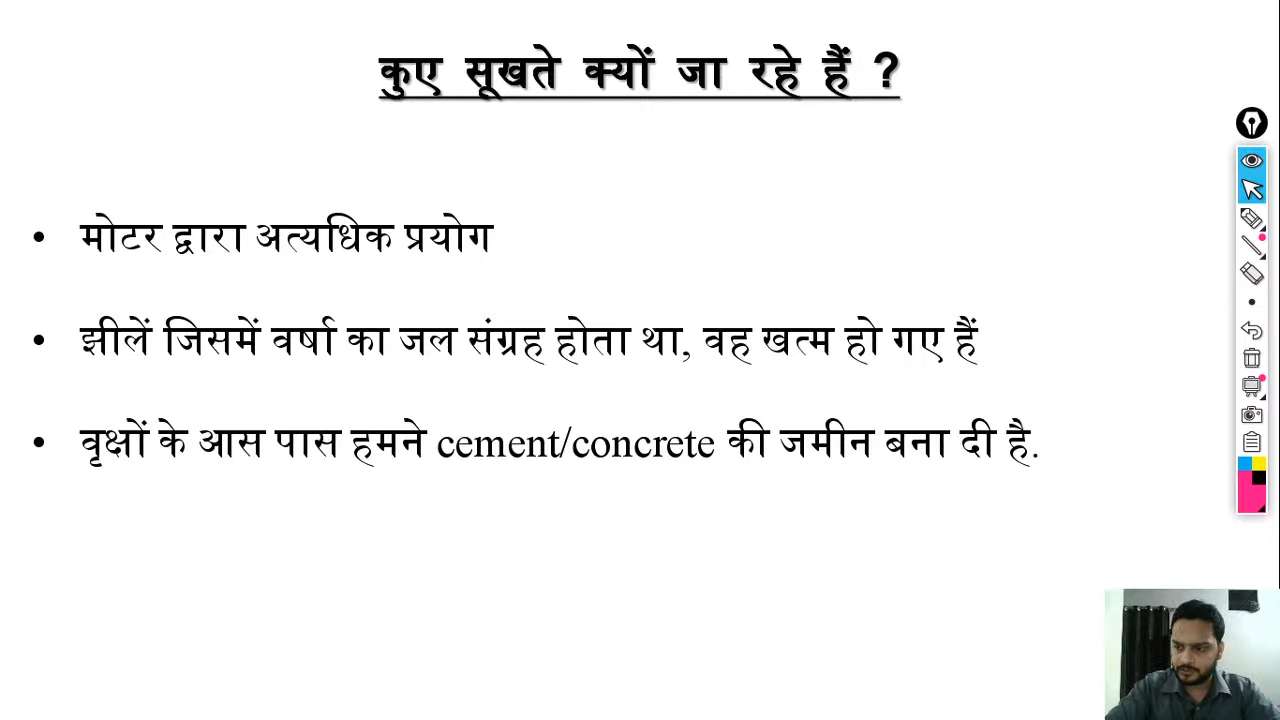 कुए सूखते क्यों जा रहे हैं ?
• मोटर द्वारा अत्यधिक प्रयोग
• झीलें जिसमें वर्षा का जल संग्रह होता था, वह खत्म हो गए हैं
• वृक्षों के आस पास हमने cement/concrete की जमीन बना दी है.